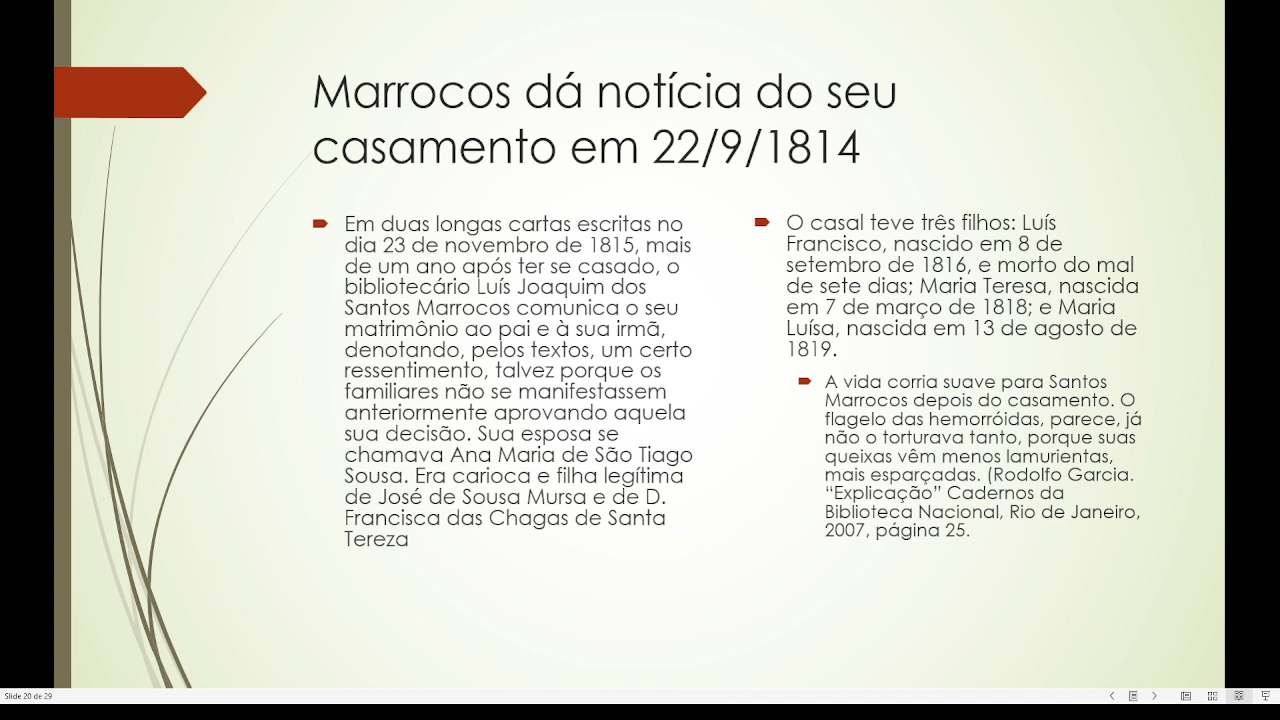 Marrocos dá notícia do seu
casamento em 22/9/1814
Em duas longas cartas escritas no
dia 23 de novembro de 1815, mais
de um ano após ter se casado, o
bibliotecário Luís Joaquim dos
Santos Marrocos comunica o seu
matrimônio ao pai e à sua irmã,
denotando, pelos textos, um certo
ressentimento, talvez porque os
familiares não se manifestassem
anteriormente aprovando aquela
sua decisão. Sua esposa se
chamava Ana Maria de São Tiago
Sousa. Era carioca e filha legítima
de José de Sousa Mursa e de D.
Francisca das Chagas de Santa
Tereza
O casal teve três filhos: Luís
Francisco, nascido em 8 de
setembro de 1816, e morto do mal
de sete dias; Maria Teresa, nascida
em 7 de março de 1818; e Maria
Luísa, nascida em 13 de agosto de
1819.
A vida corria suave para Santos
Marrocos depois do casamento. O
flagelo das hemorróidas, parece, já
não o torturava tanto, porque suas
queixas vêm menos lamurientas,
mais esparçadas. (Rodolfo Garcia.
“Explicação” Cadernos da
Biblioteca Nacional, Rio de Janeiro,
2007, página 25.
Slide 20 de 29